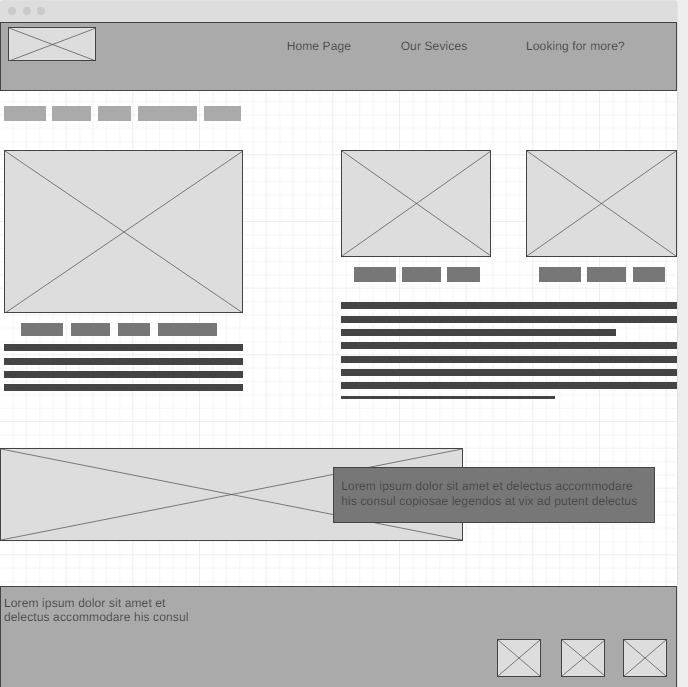 Home Page
Our Sevices
Looking for more?
Lorem ipsum dolor sit amet et delectus accommodare
his consul copiosae legendos at vix ad putent delectus
Lorem ipsum dolor sit amet et
delectus accommodare his consul